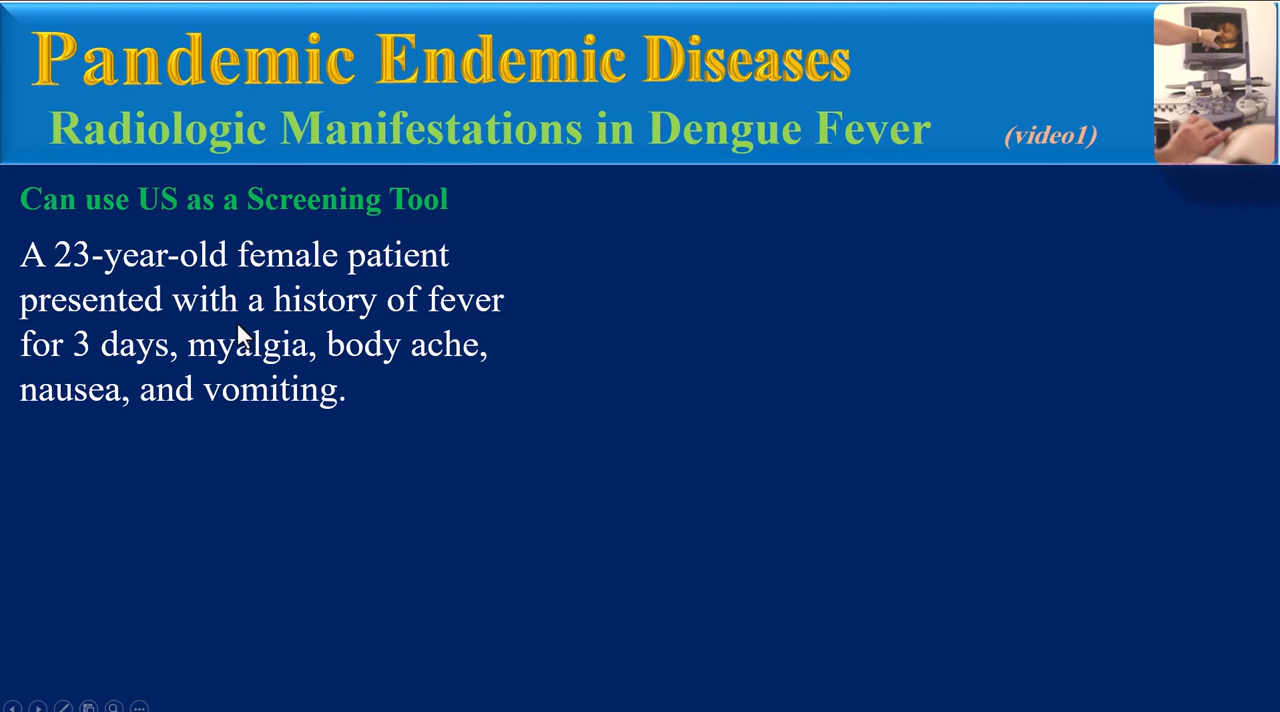 Pandemic Endemic Diseases
Radiologic Manifestations in Dengue Fever (video1)
Can use US as a Screening Tool
A 23-year-old female patient
presented with a history of fever
for 3 days, myalgia, body ache,
nausea, and vomiting.